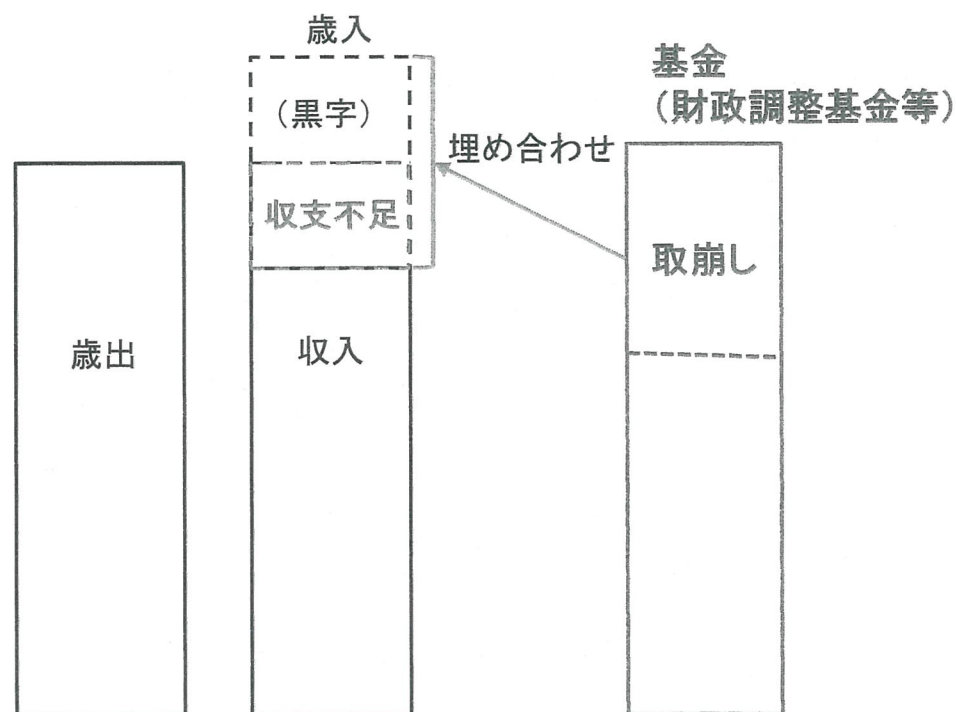 歳入
(黒字)
収支不足
収入
歳出
埋め合わせ
基金
(財政調整基金等)
取崩し